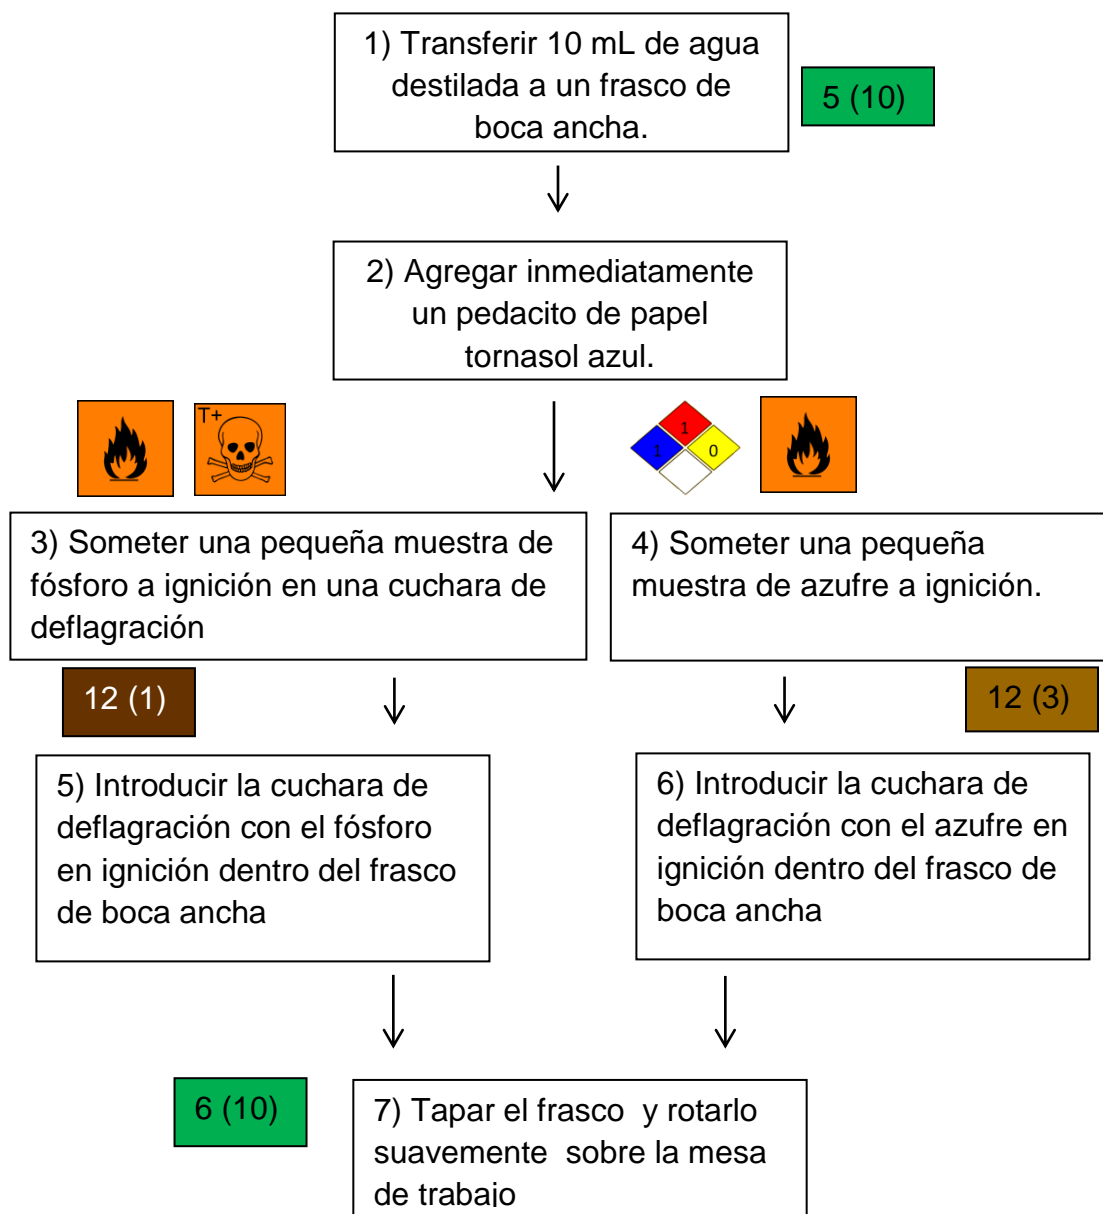 1) Transferir 10 mL de agua
destilada a un frasco de
boca ancha.
5 (10)
2) Agregar inmediatamente
un pedacito de papel
tornasol azul.
T+
1
1
0
3) Someter una pequeña muestra de
fósforo a ignición en una cuchara de
deflagración
4) Someter una pequeña
muestra de azufre a ignición.
12 (1)
12 (3)
5) Introducir la cuchara de
deflagración con el fósforo
en ignición dentro del frasco
de boca ancha
6) Introducir la cuchara de
deflagración con el azufre en
ignición dentro del frasco de
boca ancha
6 (10)
7) Tapar el frasco y rotarlo
suavemente sobre la mesa
de trabajo